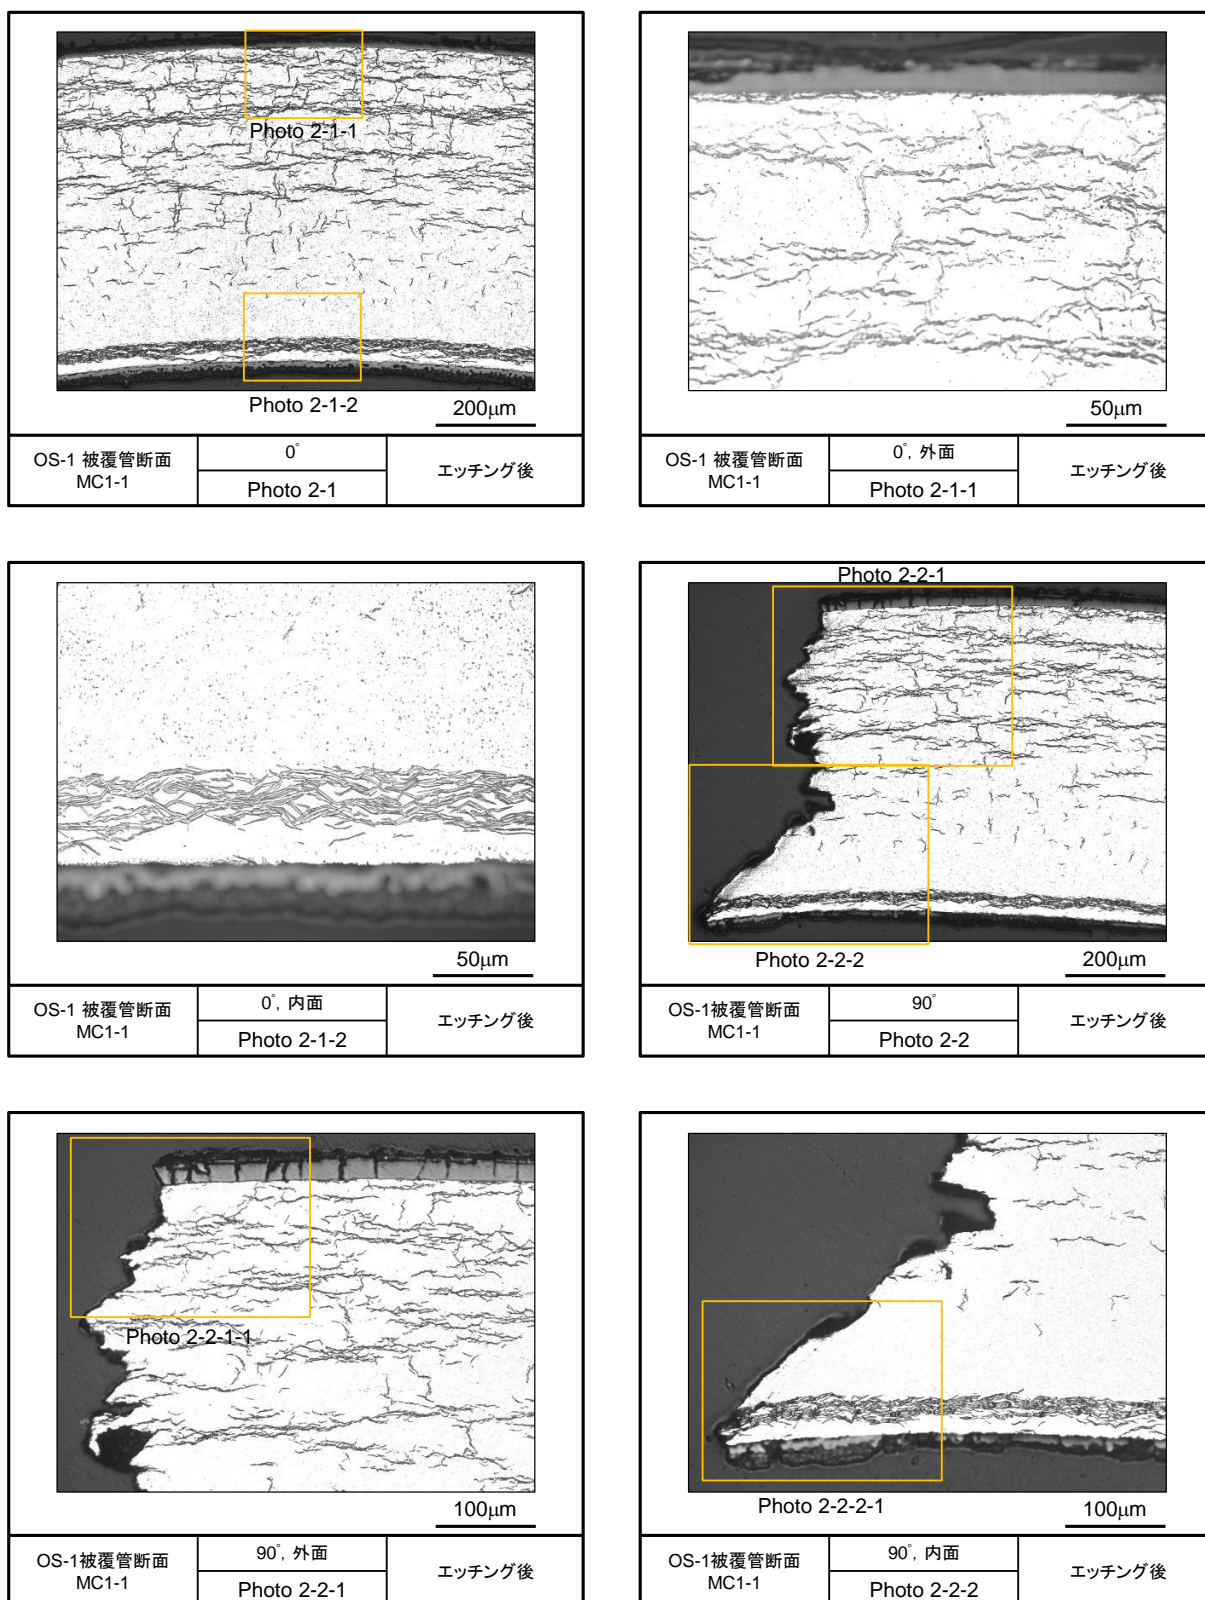 Photo 2-1-1
Photo 2-1-2
200μm
OS-1 被覆管断面
MC1-1
0°
Photo 2-1
エッチング後
50μm
OS-1 被覆管断面
MC1-1
0°, 外面
Photo 2-1-1
エッチング後
50μm
OS-1 被覆管断面
MC1-1
0°, 内面
Photo 2-1-2
エッチング後
Photo 2-2-1
Photo 2-2-2
200μm
OS-1被覆管断面
MC1-1
90°
Photo 2-2
エッチング後
Photo 2-2-1-1
100μm
OS-1被覆管断面
MC1-1
90°, 外面
Photo 2-2-1
エッチング後
Photo 2-2-2-1
100μm
OS-1被覆管断面
MC1-1
90°, 内面
Photo 2-2-2
エッチング後